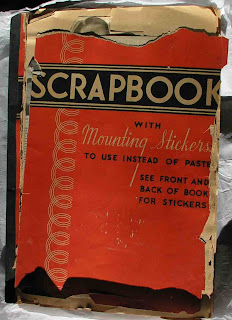 SCRAPBOOK
WITH
Mounting Stickers
TO USE INSTEAD OF PASTE
SEE FRONT AND
BACK OF BOOK
FOR STICKERS